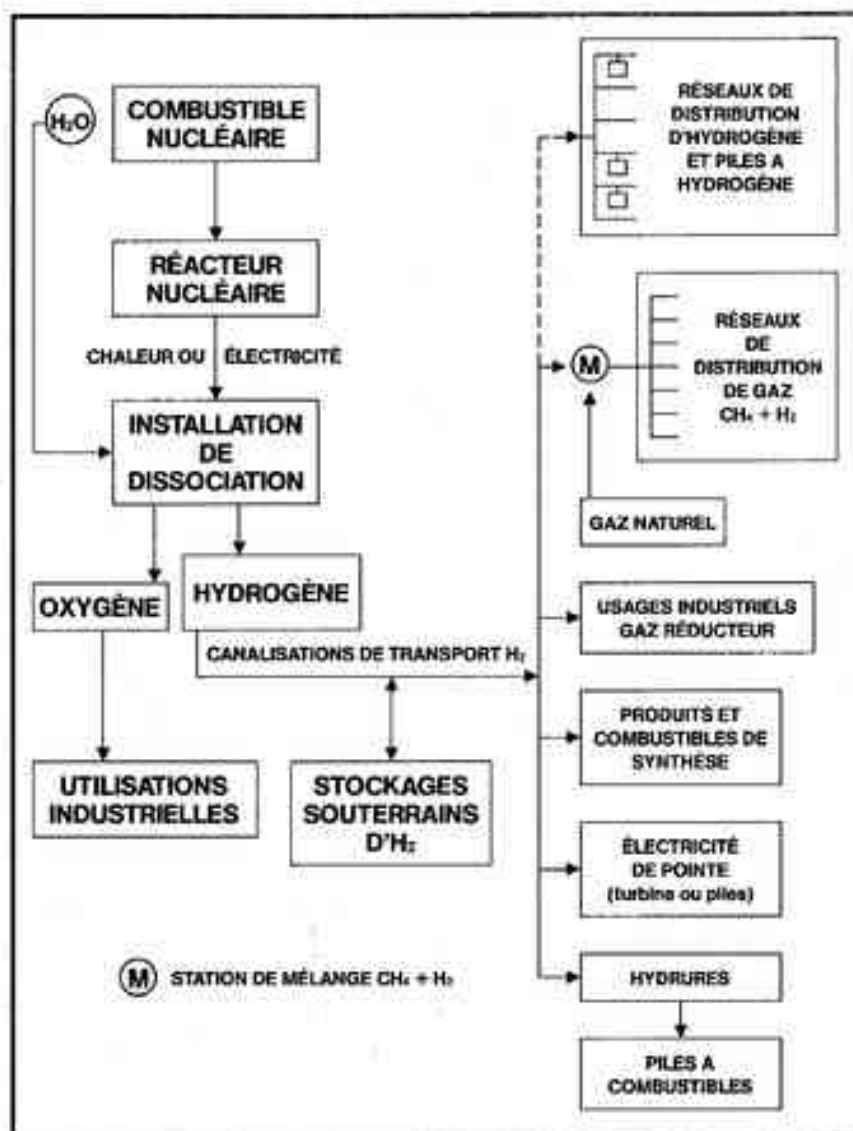 H₂O
COMBUSTIBLE
NUCLÉAIRE
RÉACTEUR
NUCLÉAIRE
CHALEUR OU ÉLECTRICITÉ
INSTALLATION
DE
DISSOCIATION
OXYGÈNE
HYDROGÈNE
CANALISATIONS DE TRANSPORT H₂
UTILISATIONS
INDUSTRIELLES
STOCKAGES
SOUTERRAINS
D'H₂
M STATION DE MÉLANGE CH₄ + H₂
RÉSEAUX DE
DISTRIBUTION
D'HYDROGÈNE
ET PILES A
HYDROGÈNE
M
RÉSEAUX
DE
DISTRIBUTION
DE GAZ
CH₄ + H₂
GAZ NATUREL
USAGES INDUSTRIELS
GAZ RÉDUCTEUR
PRODUITS ET
COMBUSTIBLES DE
SYNTHÈSE
ÉLECTRICITÉ
DE POINTE
(turbine ou piles)
HYDRURES
PILES A
COMBUSTIBLES